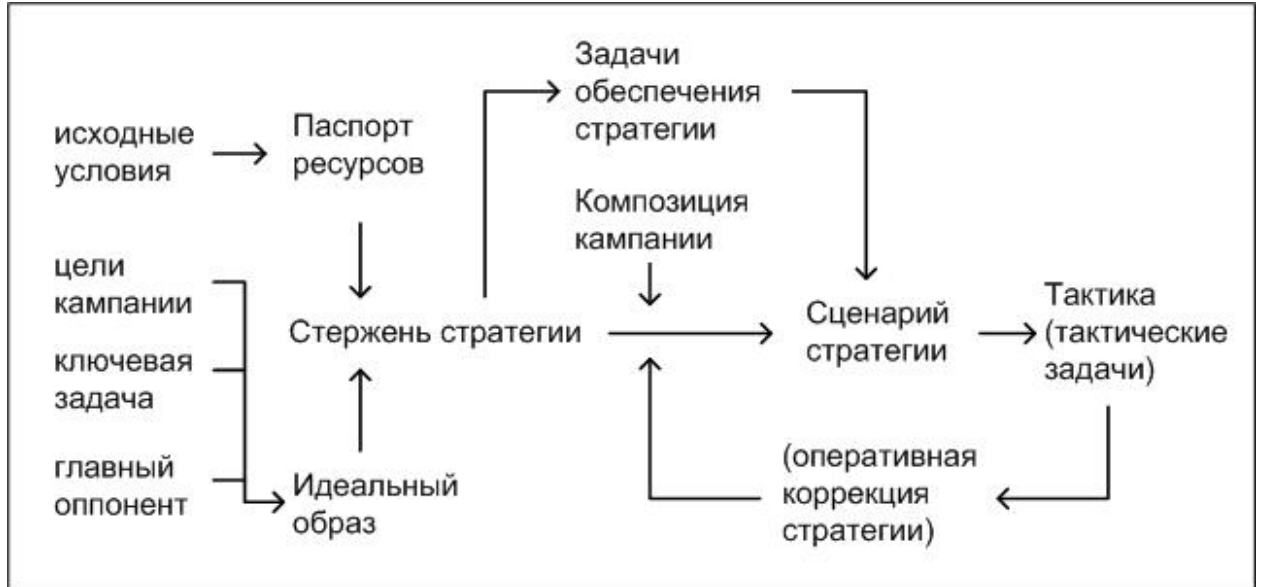 исходные
условия
Паспорт
ресурсов
Задачи
обеспечения
стратегии
Композиция
кампании
цели
кампании
ключевая
задача
главный
оппонент
Стержень стратегии
Идеальный
образ
Сценарий
стратегии
Тактика
(тактические
задачи)
(оперативная
коррекция
стратегии)